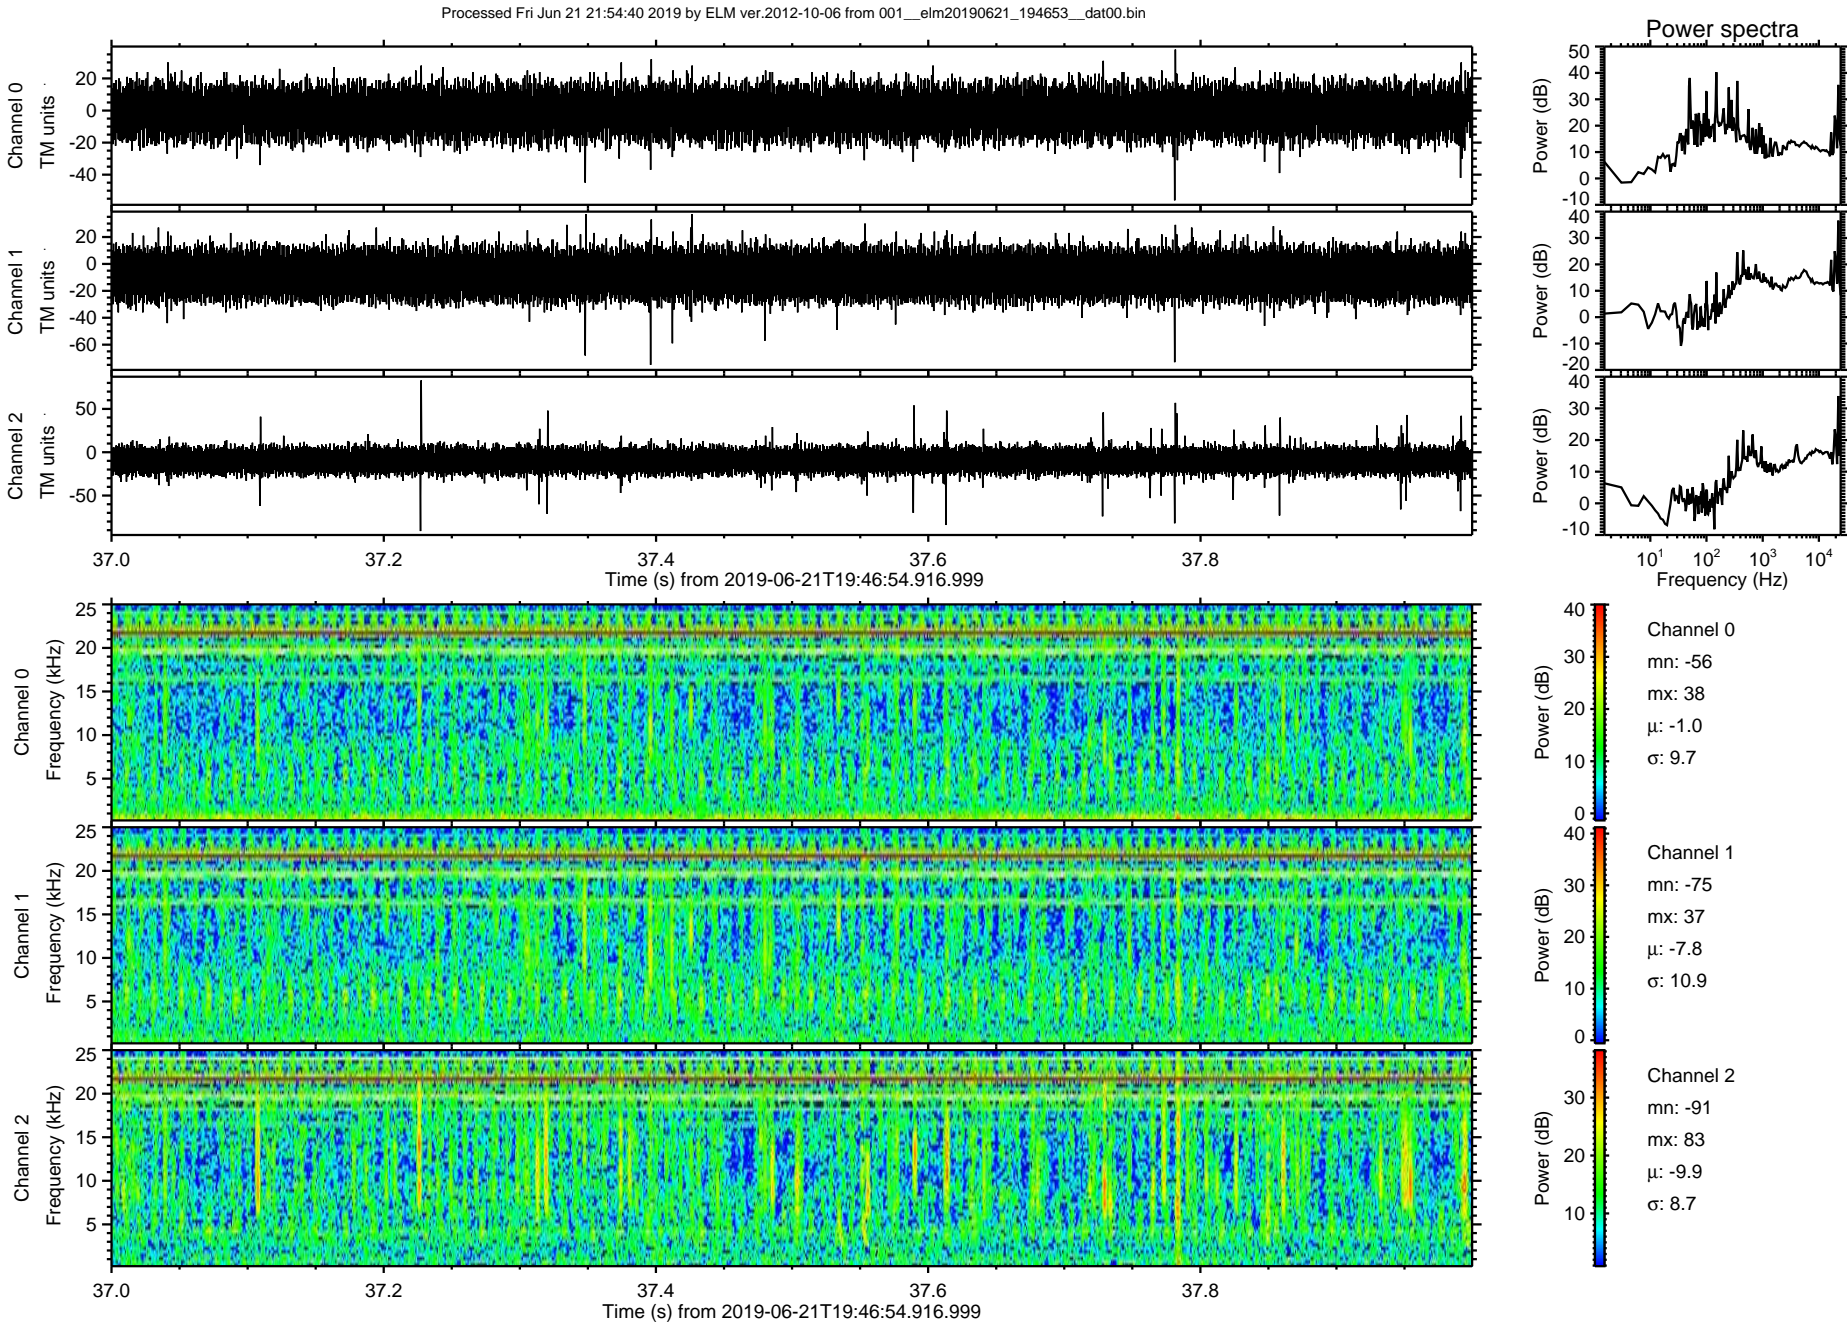 Processed Fri Jun 21 21:54:40 2019 by ELM ver.2012-10-06 from 001__elm20190621_194653__dat00.bin
Power spectra
Channel 0
TM units
20
0
-20
-40
Power (dB)
50
40
30
20
10
0
-10
Channel 1
TM units
20
0
-20
-40
-60
Power (dB)
40
30
20
10
0
-10
-20
Channel 2
TM units
50
0
-50
Power (dB)
40
30
20
10
0
-10
37.0 37.2 37.4 37.6 37.8
Time (s) from 2019-06-21T19:46:54.916.999
10^1 10^2 10^3 10^4
Frequency (Hz)
Channel 0
Frequency (kHz)
25
20
15
10
5
Power (dB)
40
30
20
10
0
Channel 0
mn: -56
mx: 38
μ: -1.0
σ: 9.7
Channel 1
Frequency (kHz)
25
20
15
10
5
Power (dB)
40
30
20
10
0
Channel 1
mn: -75
mx: 37
μ: -7.8
σ: 10.9
Channel 2
Frequency (kHz)
25
20
15
10
5
Power (dB)
30
20
10
Channel 2
mn: -91
mx: 83
μ: -9.9
σ: 8.7
37.0 37.2 37.4 37.6 37.8
Time (s) from 2019-06-21T19:46:54.916.999